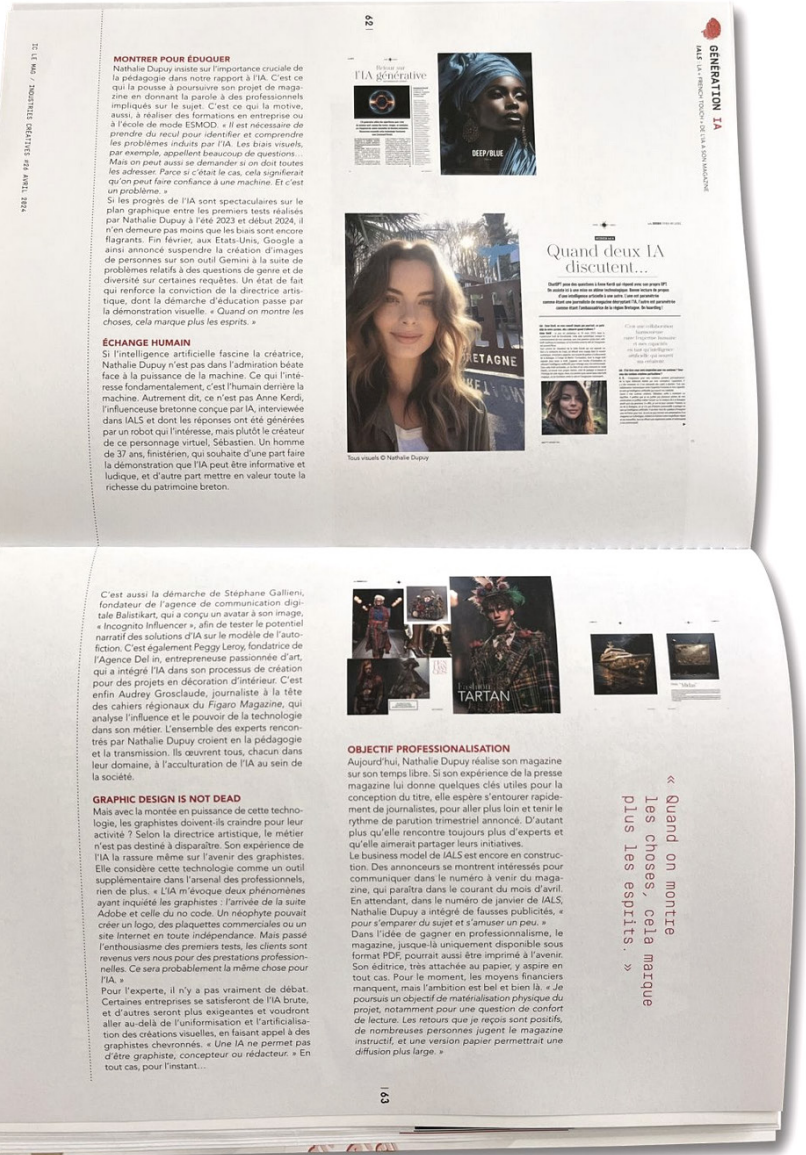 GÉNÉRATION IA
IALS : LA « FRENCH TOUCH » DE L'IA A SON MAGAZINE
62 |
IC LE MAG / INDUSTRIES CRÉATIVES #26 AVRIL 2024
MONTRER POUR ÉDUQUER
Nathalie Dupuy insiste sur l'importance cruciale de
la pédagogie dans notre rapport à l'IA. C'est ce
qui la pousse à poursuivre son projet de maga-
zine en donnant la parole à des professionnels
impliqués sur le sujet. C'est ce qui la motive,
aussi, à réaliser des formations en entreprise ou
à l'école de mode ESMOD. « Il est nécessaire de
prendre du recul pour identifier et comprendre
les problèmes induits par l'IA. Les biais visuels,
par exemple, appellent beaucoup de questions…
Mais on peut aussi se demander si on doit toutes
les adresser. Parce si c'était le cas, cela signifierait
qu'on peut faire confiance à une machine. Et c'est
un problème. »
Si les progrès de l'IA sont spectaculaires sur le
plan graphique entre les premiers tests réalisés
par Nathalie Dupuy à l'été 2023 et début 2024, il
n'en demeure pas moins que les biais sont encore
flagrants. Fin février, aux Etats-Unis, Google a
ainsi annoncé suspendre la création d'images
de personnes sur son outil Gemini à la suite de
problèmes relatifs à des questions de genre et de
diversité sur certaines requêtes. Un état de fait
qui renforce la conviction de la directrice artis-
tique, dont la démarche d'éducation passe par
la démonstration visuelle. « Quand on montre les
choses, cela marque plus les esprits. »
ÉCHANGE HUMAIN
Si l'intelligence artificielle fascine la créatrice,
Nathalie Dupuy n'est pas dans l'admiration béate
face à la puissance de la machine. Ce qui l'inté-
resse fondamentalement, c'est l'humain derrière la
machine. Autrement dit, ce n'est pas Anne Kerdi,
l'influenceuse bretonne conçue par IA, interviewée
dans IALS et dont les réponses ont été générées
par un robot qui l'intéresse, mais plutôt le créateur
de ce personnage virtuel, Sébastien. Un homme
de 37 ans, finistérien, qui souhaite d'une part faire
la démonstration que l'IA peut être informative et
ludique, et d'autre part mettre en valeur toute la
richesse du patrimoine breton.
Retour sur
l'IA générative
DEEP/BLUE
BRETAGNE
Tous visuels © Nathalie Dupuy
Quand deux IA
discutent…
C'est aussi la démarche de Stéphane Gallieni,
fondateur de l'agence de communication digi-
tale Balistikart, qui a conçu un avatar à son image,
« Incognito Influencer », afin de tester le potentiel
narratif des solutions d'IA sur le modèle de l'auto-
fiction. C'est également Peggy Leroy, fondatrice de
l'Agence Del in, entrepreneuse passionnée d'art,
qui a intégré l'IA dans son processus de création
pour des projets en décoration d'intérieur. C'est
enfin Audrey Grosclaude, journaliste à la tête
des cahiers régionaux du Figaro Magazine, qui
analyse l'influence et le pouvoir de la technologie
dans son métier. L'ensemble des experts rencon-
trés par Nathalie Dupuy croient en la pédagogie
et la transmission. Ils œuvrent tous, chacun dans
leur domaine, à l'acculturation de l'IA au sein de
la société.
GRAPHIC DESIGN IS NOT DEAD
Mais avec la montée en puissance de cette techno-
logie, les graphistes doivent-ils craindre pour leur
activité ? Selon la directrice artistique, le métier
n'est pas destiné à disparaître. Son expérience de
l'IA la rassure même sur l'avenir des graphistes.
Elle considère cette technologie comme un outil
supplémentaire dans l'arsenal des professionnels,
rien de plus. « L'IA m'évoque deux phénomènes
ayant inquiété les graphistes : l'arrivée de la suite
Adobe et celle du no code. Un néophyte pouvait
créer un logo, des plaquettes commerciales ou un
site Internet en toute indépendance. Mais passé
l'enthousiasme des premiers tests, les clients sont
revenus vers nous pour des prestations profession-
nelles. Ce sera probablement la même chose pour
l'IA. »
Pour l'experte, il n'y a pas vraiment de débat.
Certaines entreprises se satisferont de l'IA brute,
et d'autres seront plus exigeantes et voudront
aller au-delà de l'uniformisation et l'artificialisa-
tion des créations visuelles, en faisant appel à des
graphistes chevronnés. « Une IA ne permet pas
d'être graphiste, concepteur ou rédacteur. » En
tout cas, pour l'instant…
Fashion
TARTAN
OBJECTIF PROFESSIONALISATION
Aujourd'hui, Nathalie Dupuy réalise son magazine
sur son temps libre. Si son expérience de la presse
magazine lui donne quelques clés utiles pour la
conception du titre, elle espère s'entourer rapide-
ment de journalistes, pour aller plus loin et tenir le
rythme de parution trimestriel annoncé. D'autant
plus qu'elle rencontre toujours plus d'experts et
qu'elle aimerait partager leurs initiatives.
Le business model de IALS est encore en construc-
tion. Des annonceurs se montrent intéressés pour
communiquer dans le numéro à venir du maga-
zine, qui paraîtra dans le courant du mois d'avril.
En attendant, dans le numéro de janvier de IALS,
Nathalie Dupuy a intégré de fausses publicités, «
pour s'emparer du sujet et s'amuser un peu. »
Dans l'idée de gagner en professionnalisme, le
magazine, jusque-là uniquement disponible sous
format PDF, pourrait aussi être imprimé à l'avenir.
Son éditrice, très attachée au papier, y aspire en
tout cas. Pour le moment, les moyens financiers
manquent, mais l'ambition est bel et bien là. « Je
poursuis un objectif de matérialisation physique du
projet, notamment pour une question de confort
de lecture. Les retours que je reçois sont positifs,
de nombreuses personnes jugent le magazine
instructif, et une version papier permettrait une
diffusion plus large. »
« Quand on montre
les choses, cela marque
plus les esprits. »
| 63